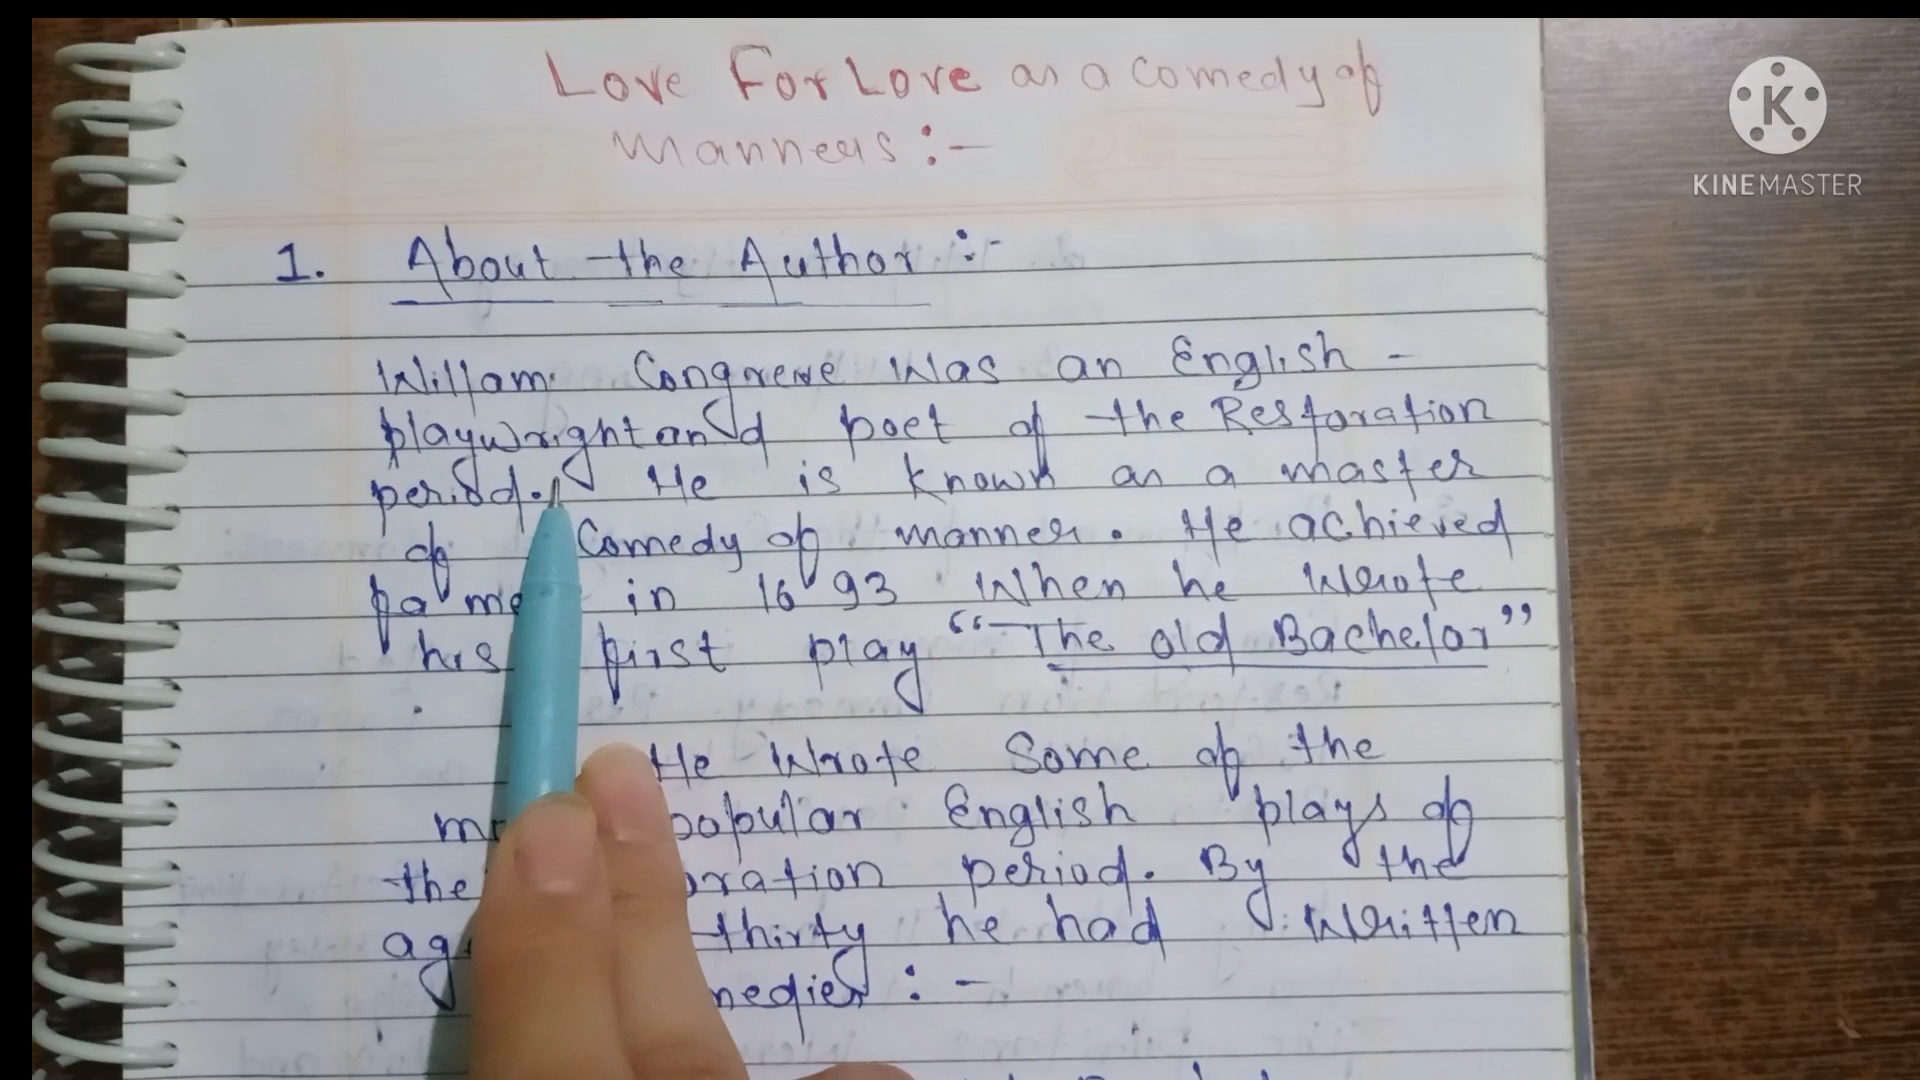 Love For Love as a Comedy of
Manners :-
1. About the Author :-
William Congreve was an English -
playwright and poet of the Restoration
period. He is known as a master
of Comedy of manner. He achieved
fame in 1693 When he wrote
his first play "The old Bachelor"
He wrote Some of the
popular English plays of
the period. By the
thirty he had written
:-
KINEMASTER